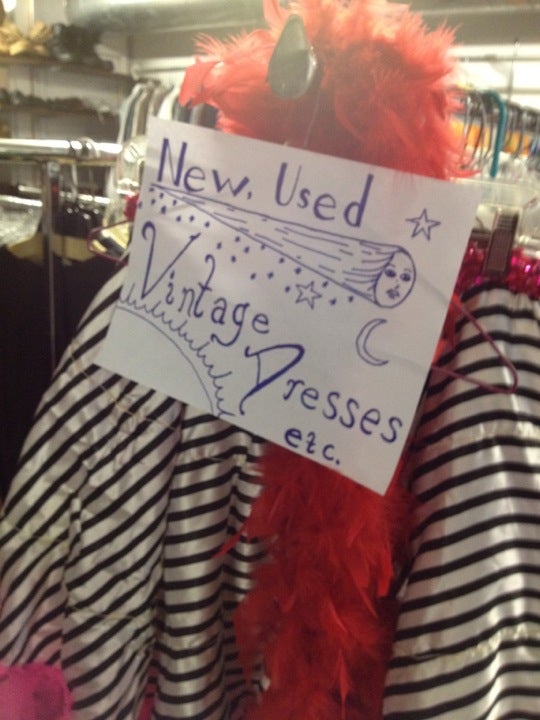 New, Used
Vintage
Dresses
etc.